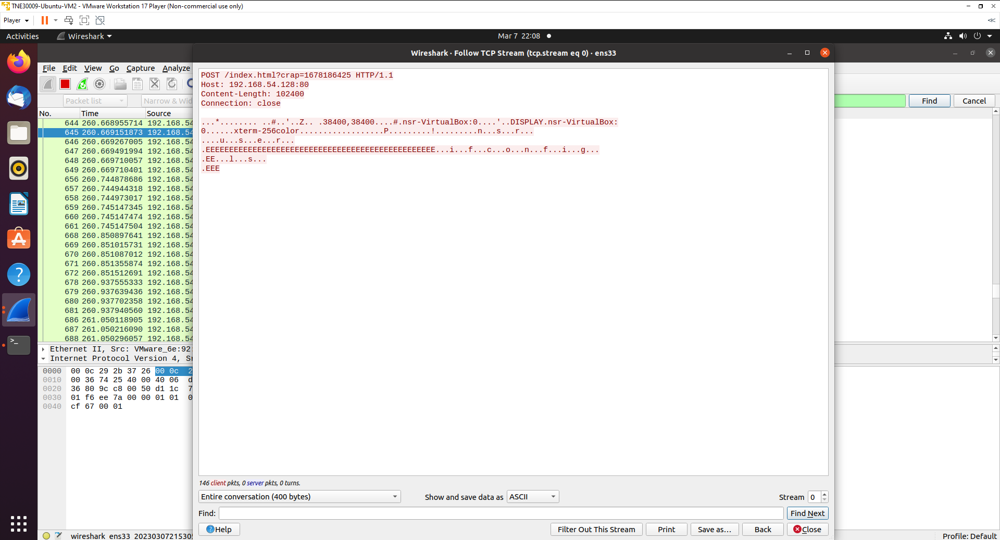 TNE30009-Ubuntu-VM2 - VMware Workstation 17 Player (Non-commercial use only)
Player
Activities
Wireshark
Mar 7 22:08
Wireshark · Follow TCP Stream (tcp.stream eq 0) · ens33
File Edit View Go Capture Analyze
Packet list
Narrow & Wid
Find
Cancel
No. Time Source
644 260.668955714 192.168.54
645 260.669151873 192.168.54
646 260.669267005 192.168.54
647 260.669491994 192.168.54
648 260.669710057 192.168.54
649 260.669710401 192.168.54
656 260.744878686 192.168.54
657 260.744944318 192.168.54
658 260.744973017 192.168.54
659 260.745147345 192.168.54
660 260.745147474 192.168.54
661 260.745147504 192.168.54
668 260.850897641 192.168.54
669 260.851015731 192.168.54
670 260.851087012 192.168.54
671 260.851355874 192.168.54
672 260.851512691 192.168.54
678 260.937555333 192.168.54
679 260.937639436 192.168.54
680 260.937702358 192.168.54
681 260.937940560 192.168.54
686 261.050118905 192.168.54
687 261.050216090 192.168.54
688 261.050296057 192.168.54
Ethernet II, Src: VMware_6e:92
Internet Protocol Version 4, Sr
0000 00 0c 29 2b 37 26 00 0c 2
0010 00 36 74 25 40 00 40 06 d
0020 36 80 9c c8 00 50 d1 1c 7
0030 01 f6 ee 7a 00 00 01 01 0
0040 cf 67 00 01
POST /index.html?crap=1678186425 HTTP/1.1
Host: 192.168.54.128:80
Content-Length: 102400
Connection: close
...*........ ..#..'..Z.. .38400,38400....#.nsr-VirtualBox:0....'..DISPLAY.nsr-VirtualBox:
0......xterm-256color..................P.........!.........n...s...r...
....u...s...e...r...
.EEEEEEEEEEEEEEEEEEEEEEEEEEEEEEEEEEEEEEEEEEEEEEEEE...i...f...c...o...n...f...i...g...
.EE...l...s...
.EEE
146 client pkts, 0 server pkts, 0 turns.
Entire conversation (400 bytes)
Show and save data as
ASCII
Stream 0
Find:
Find Next
Help
Filter Out This Stream
Print
Save as…
Back
Close
wireshark_ens33_2023030721530
Profile: Default